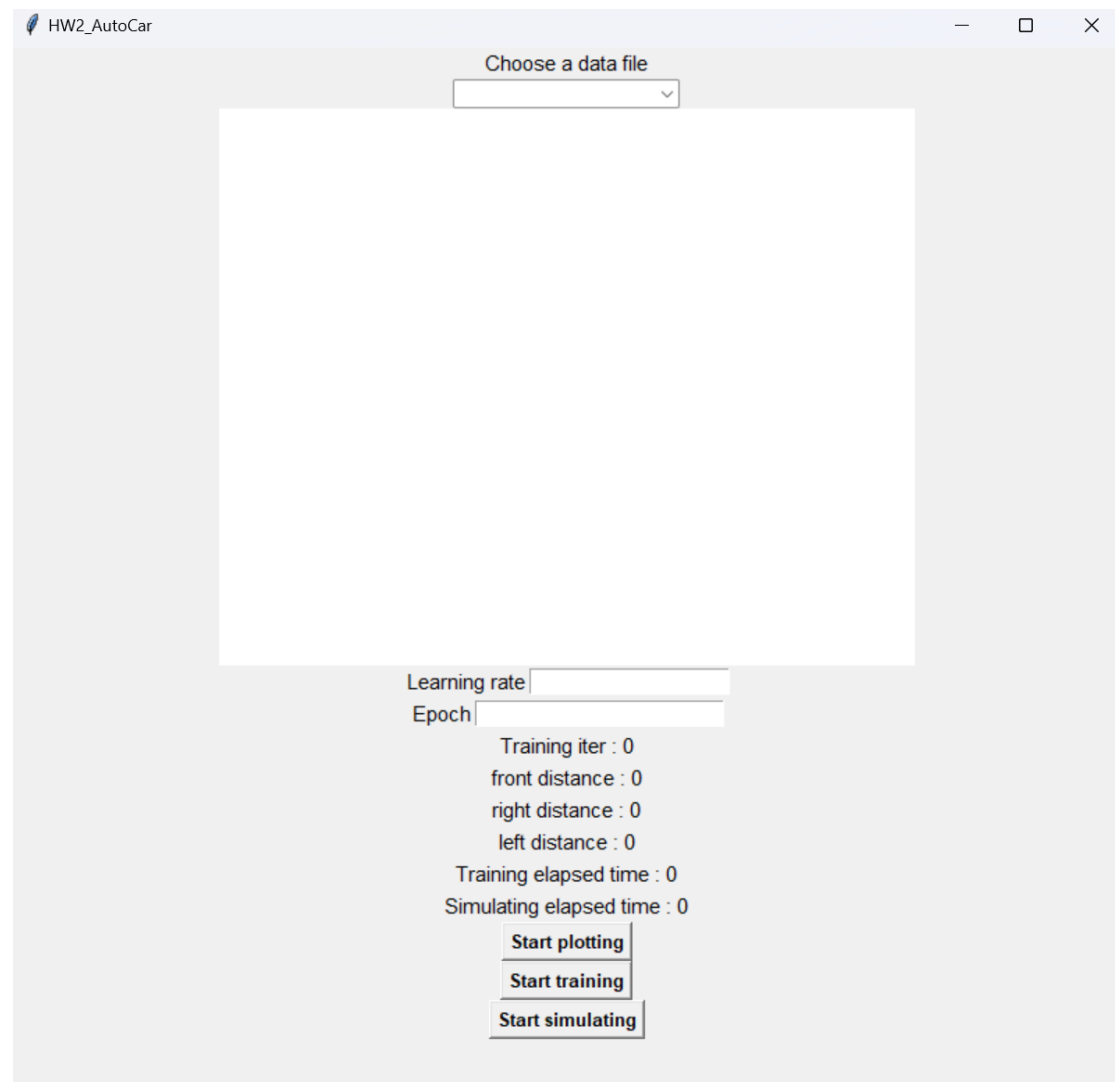 HW2_AutoCar
Choose a data file
Learning rate
Epoch
Training iter : 0
front distance : 0
right distance : 0
left distance : 0
Training elapsed time : 0
Simulating elapsed time : 0
Start plotting
Start training
Start simulating